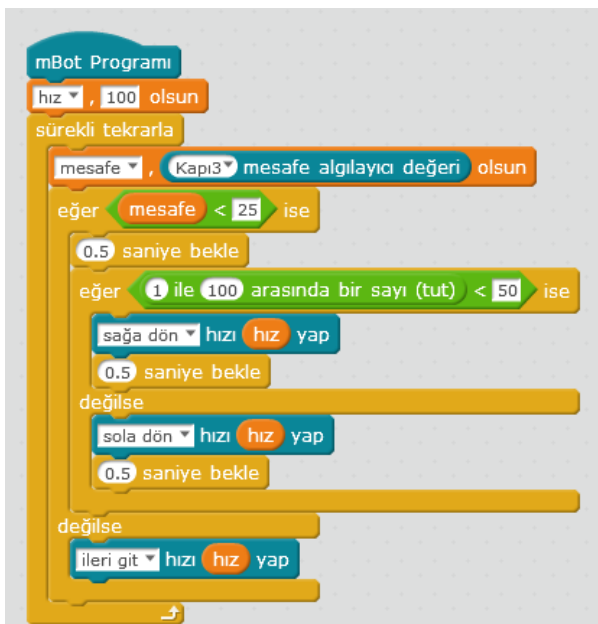 mBot Programı
hız , 100 olsun
sürekli tekrarla
mesafe , Kapı3 mesafe algılayıcı değeri olsun
eğer mesafe < 25 ise
0.5 saniye bekle
eğer 1 ile 100 arasında bir sayı (tut) < 50 ise
sağa dön hızı hız yap
0.5 saniye bekle
değilse
sola dön hızı hız yap
0.5 saniye bekle
değilse
ileri git hızı hız yap